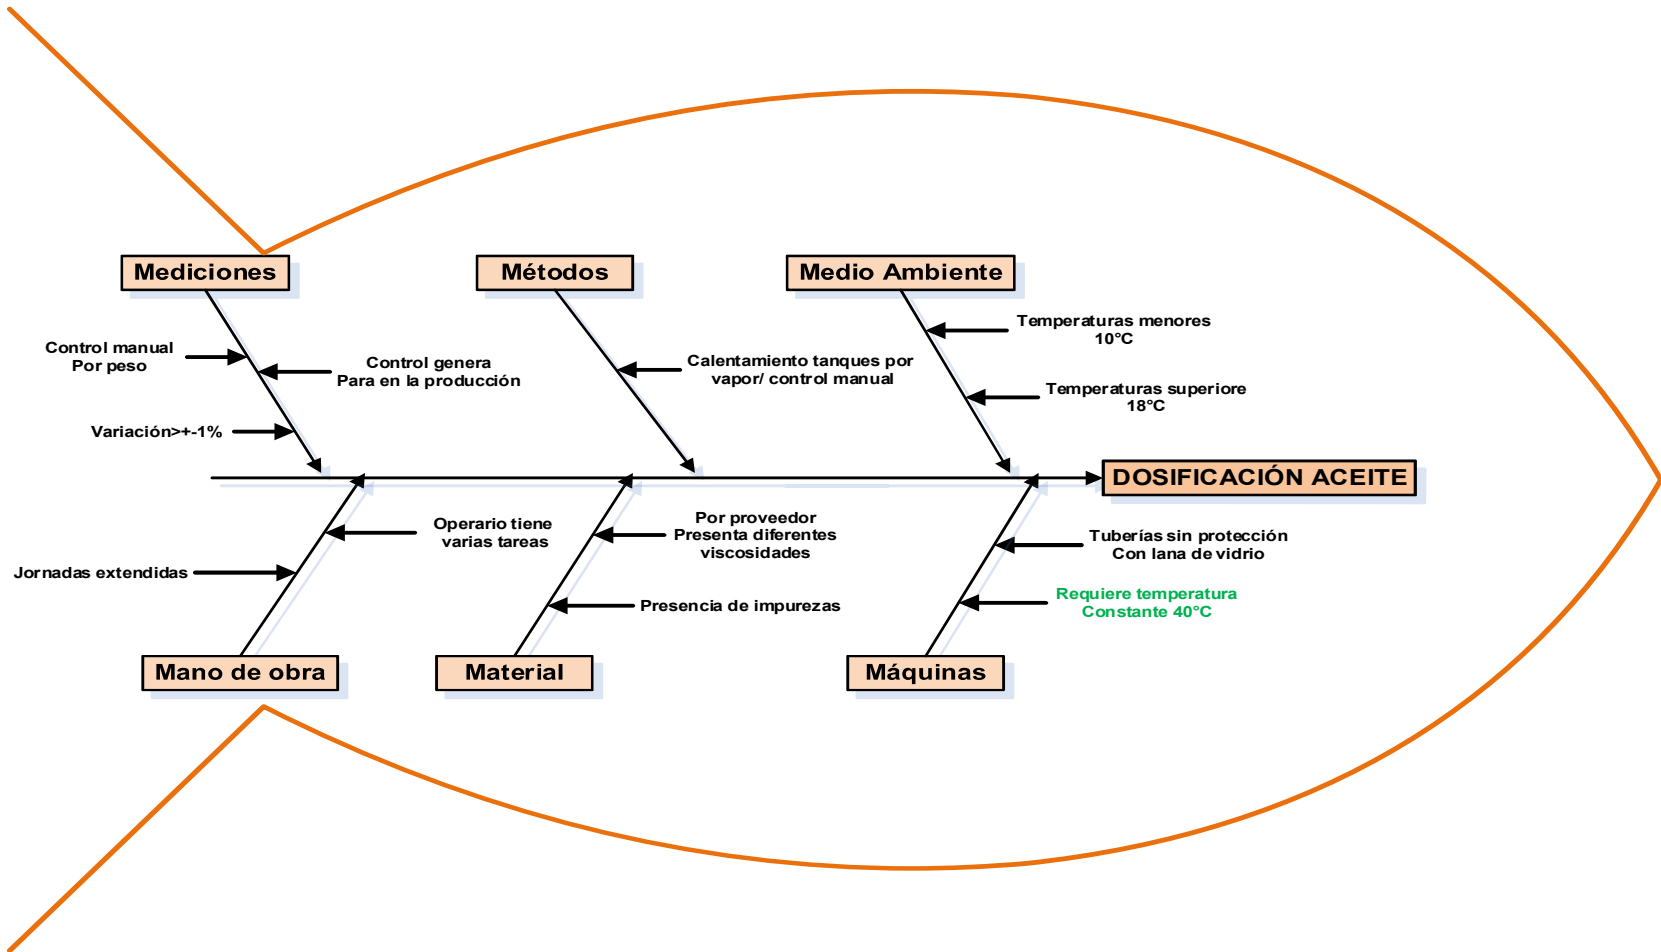 Mediciones
Métodos
Medio Ambiente
Temperaturas menores
10°C
Control manual
Por peso
Control genera
Para en la producción
Calentamiento tanques por
vapor/ control manual
Temperaturas superiore
18°C
Variación>+-1%
DOSIFICACIÓN ACEITE
Operario tiene
varias tareas
Por proveedor
Presenta diferentes
viscosidades
Tuberías sin protección
Con lana de vidrio
Jornadas extendidas
Presencia de impurezas
Requiere temperatura
Constante 40°C
Mano de obra
Material
Máquinas